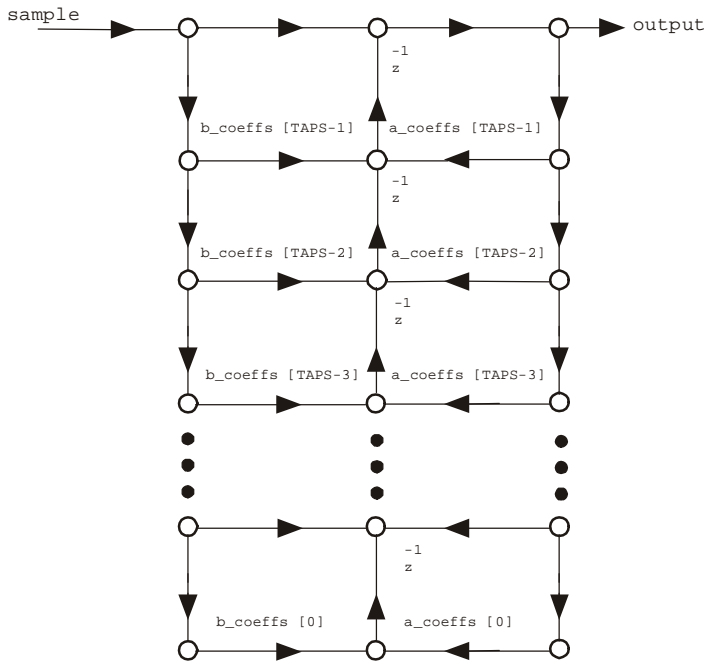 sample
output
-1
z
b_coeffs [TAPS-1] a_coeffs [TAPS-1]
-1
z
b_coeffs [TAPS-2] a_coeffs [TAPS-2]
-1
z
b_coeffs [TAPS-3] a_coeffs [TAPS-3]
-1
z
b_coeffs [0] a_coeffs [0]